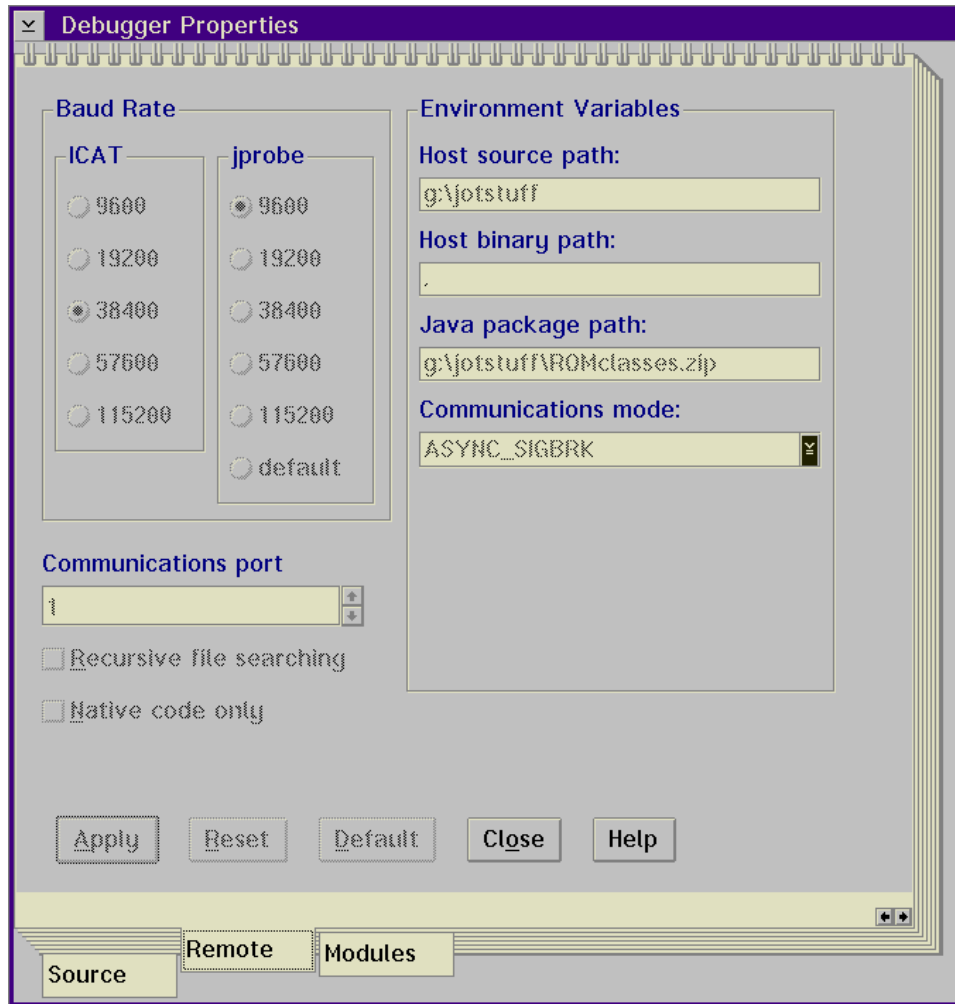 Debugger Properties
Baud Rate
ICAT
9600
19200
38400
57600
115200
jprobe
9600
19200
38400
57600
115200
default
Environment Variables
Host source path:
g:\jotstuff
Host binary path:
.
Java package path:
g:\jotstuff\ROMclasses.zip
Communications mode:
ASYNC_SIGBRK
Communications port
1
Recursive file searching
Native code only
Apply Reset Default Close Help
Source Remote Modules